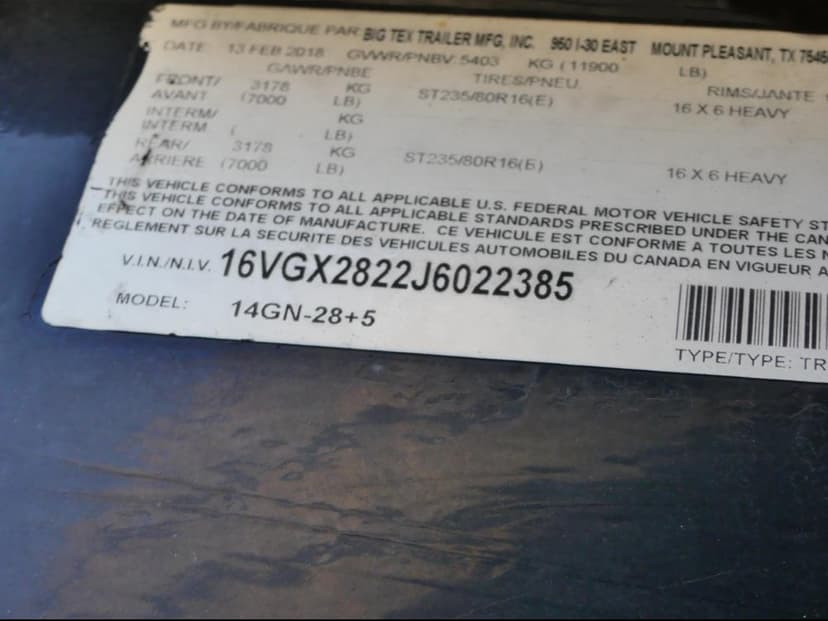 MFG BY/FABRIQUE PAR: BIG TEX TRAILER MFG, INC. 950 I-30 EAST MOUNT PLEASANT, TX 7545
DATE: 13 FEB 2018 GVWR/PNBV: 5403 KG (11900 LB)
GAWR/PNBE TIRES/PNEU RIMS/JANTE
FRONT/ 3178 KG
AVANT (7000 LB) ST235/80R16(E) 16 X 6 HEAVY
INTERM/ KG
INTERM ( LB)
REAR/ 3178 KG
ARRIERE (7000 LB) ST235/80R16(E) 16 X 6 HEAVY
THIS VEHICLE CONFORMS TO ALL APPLICABLE U.S. FEDERAL MOTOR VEHICLE SAFETY ST
THIS VEHICLE CONFORMS TO ALL APPLICABLE STANDARDS PRESCRIBED UNDER THE CAN
EFFECT ON THE DATE OF MANUFACTURE. CE VEHICULE EST CONFORME A TOUTES LES N
REGLEMENT SUR LA SECURITE DES VEHICULES AUTOMOBILES DU CANADA EN VIGUEUR A
V.I.N./N.I.V. 16VGX2822J6022385
MODEL: 14GN-28+5
TYPE/TYPE: TR